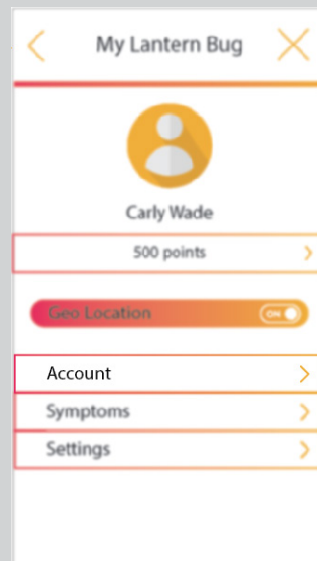 My Lantern Bug
Carly Wade
500 points
Geo Location
ON
Account
Symptoms
Settings